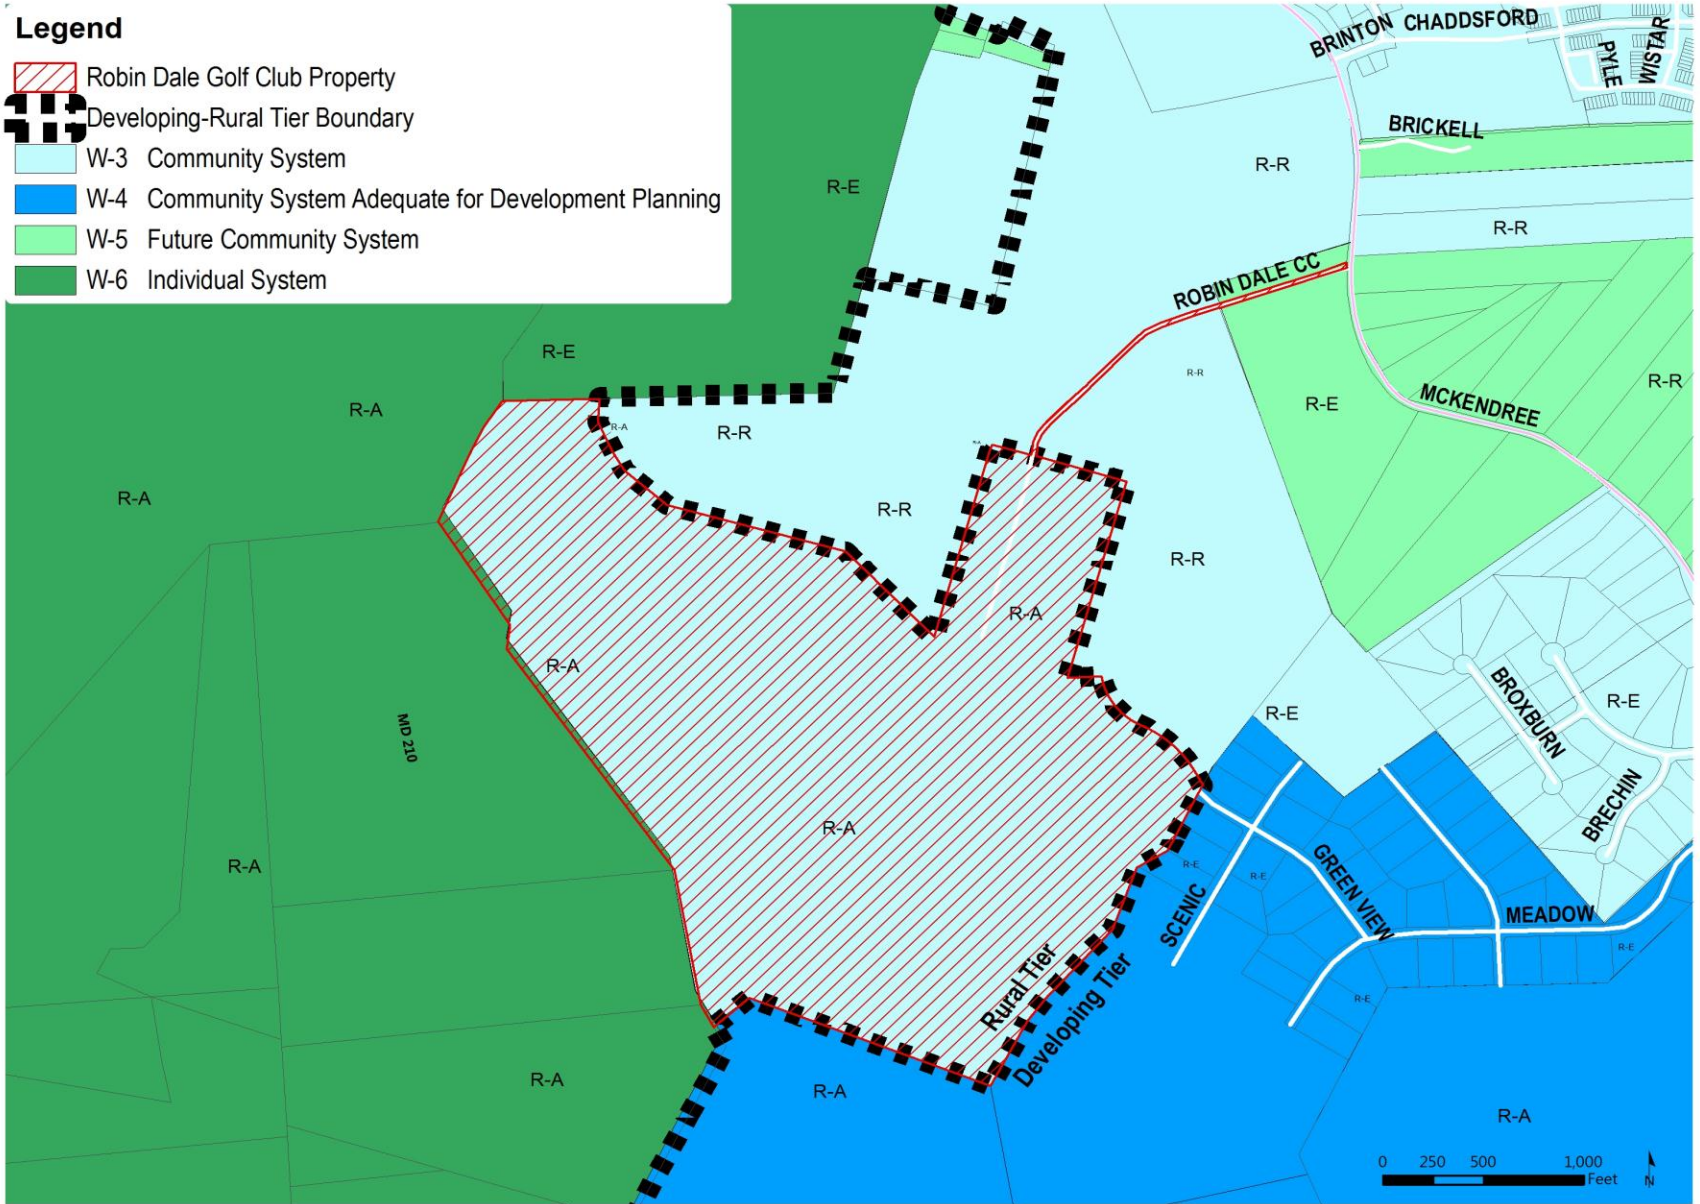 Legend
Robin Dale Golf Club Property
Developing-Rural Tier Boundary
W-3 Community System
W-4 Community System Adequate for Development Planning
W-5 Future Community System
W-6 Individual System
BRINTON
CHADDSFORD
PYLE
WISTAR
BRICKELL
R-R
R-E
R-R
ROBIN DALE CC
R-E
R-R
R-R
R-E
MCKENDREE
R-A
R-A
R-R
R-A
R-R
R-R
R-A
R-A
BROXBURN
R-E
R-E
MD 210
BRECHIN
R-A
R-A
R-E
R-E
GREEN VIEW
SCENIC
MEADOW
R-E
Rural Tier
Developing Tier
R-E
R-A
R-A
R-A
0 250 500 1,000
Feet
N